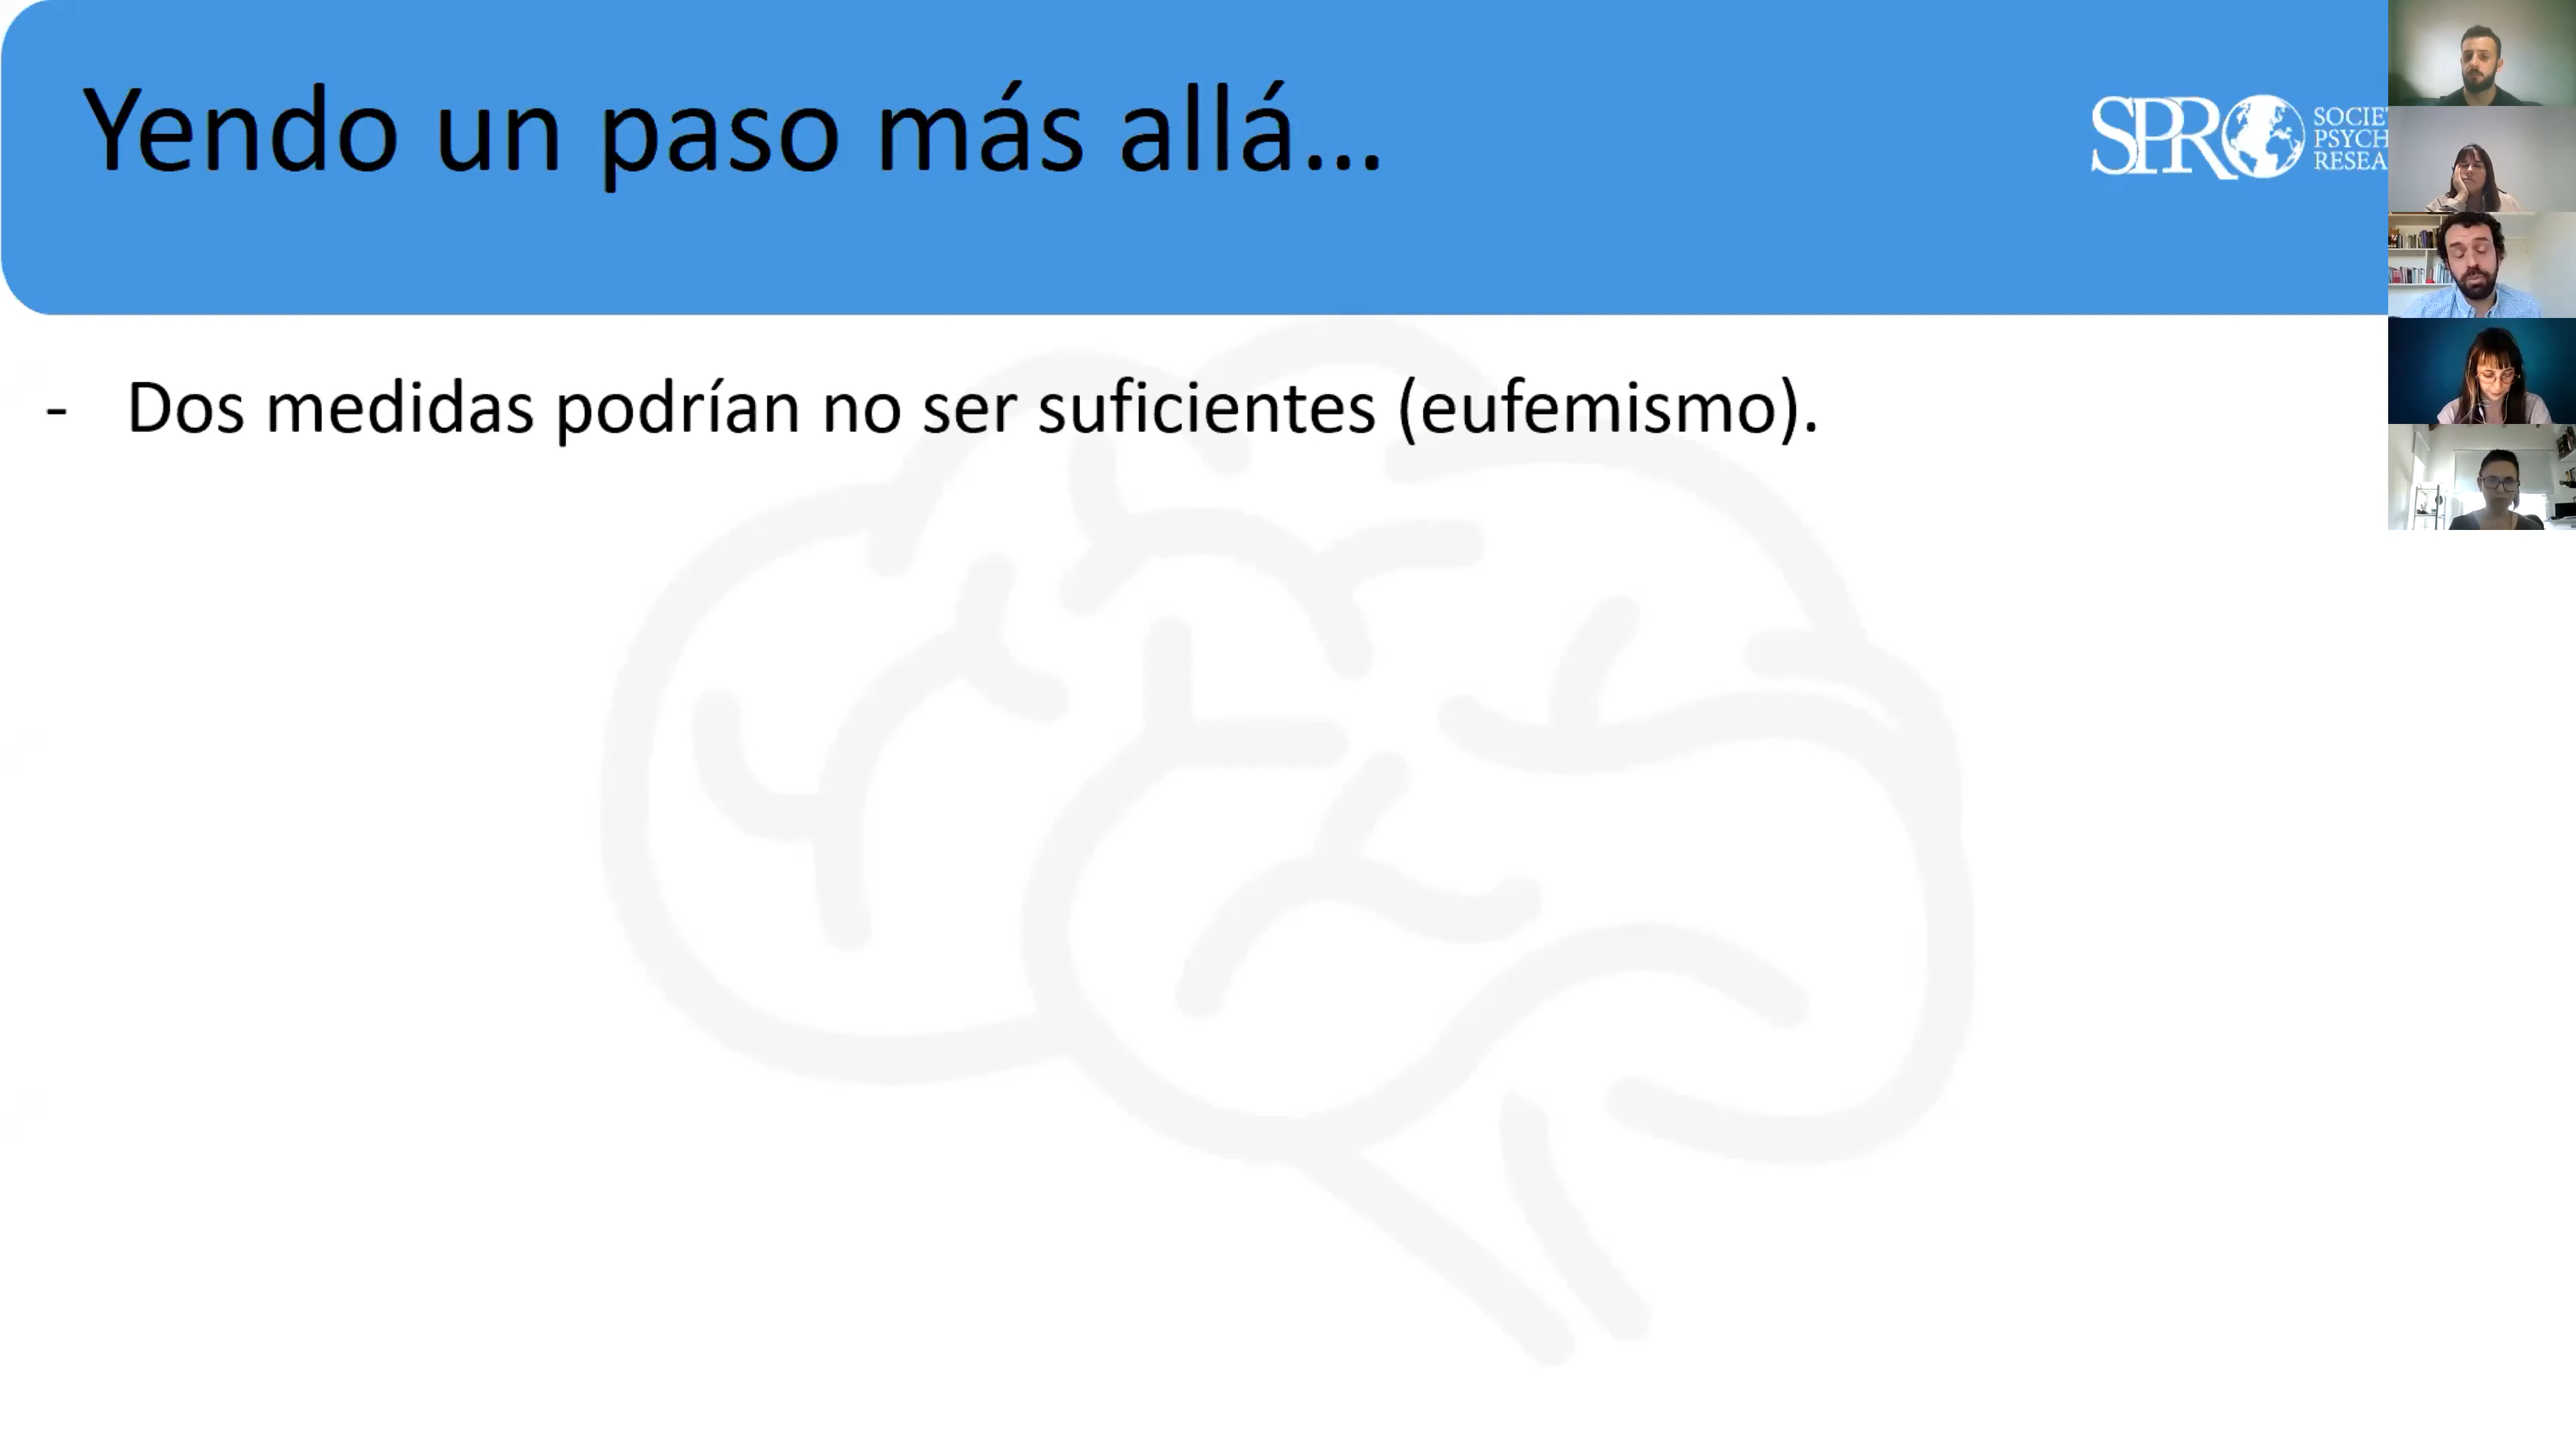 Yendo un paso más allá...
SPR
SOCIE
PSYCH
RESEA
- Dos medidas podrían no ser suficientes (eufemismo).